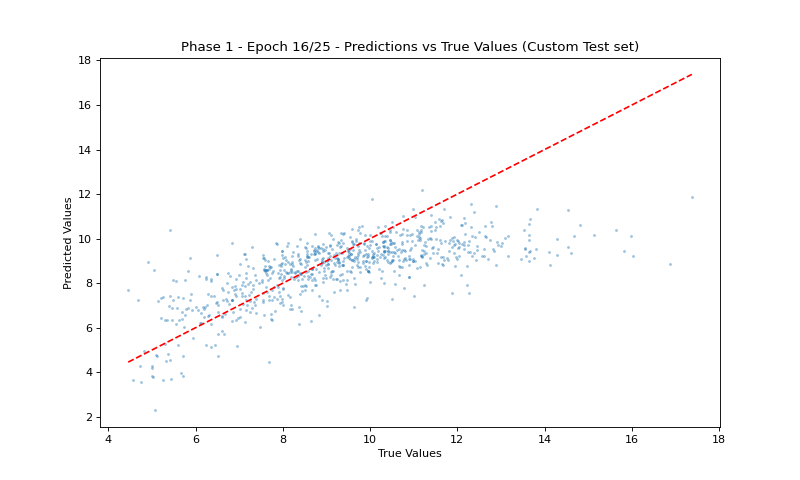 Phase 1 - Epoch 16/25 - Predictions vs True Values (Custom Test set)
18
16
14
12
10
8
6
4
2
Predicted Values
4 6 8 10 12 14 16 18
True Values